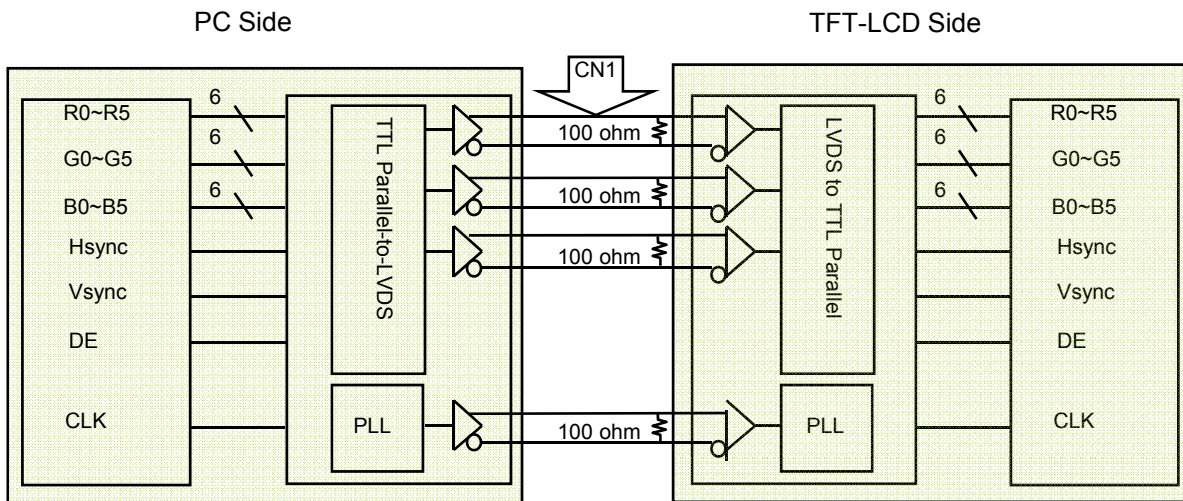 PC Side
TFT-LCD Side
CN1
R0~R5
6
G0~G5
6
B0~B5
6
Hsync
Vsync
DE
CLK
TTL Parallel-to-LVDS
PLL
100 ohm
100 ohm
100 ohm
100 ohm
LVDS to TTL Parallel
PLL
6
R0~R5
6
G0~G5
6
B0~B5
Hsync
Vsync
DE
CLK